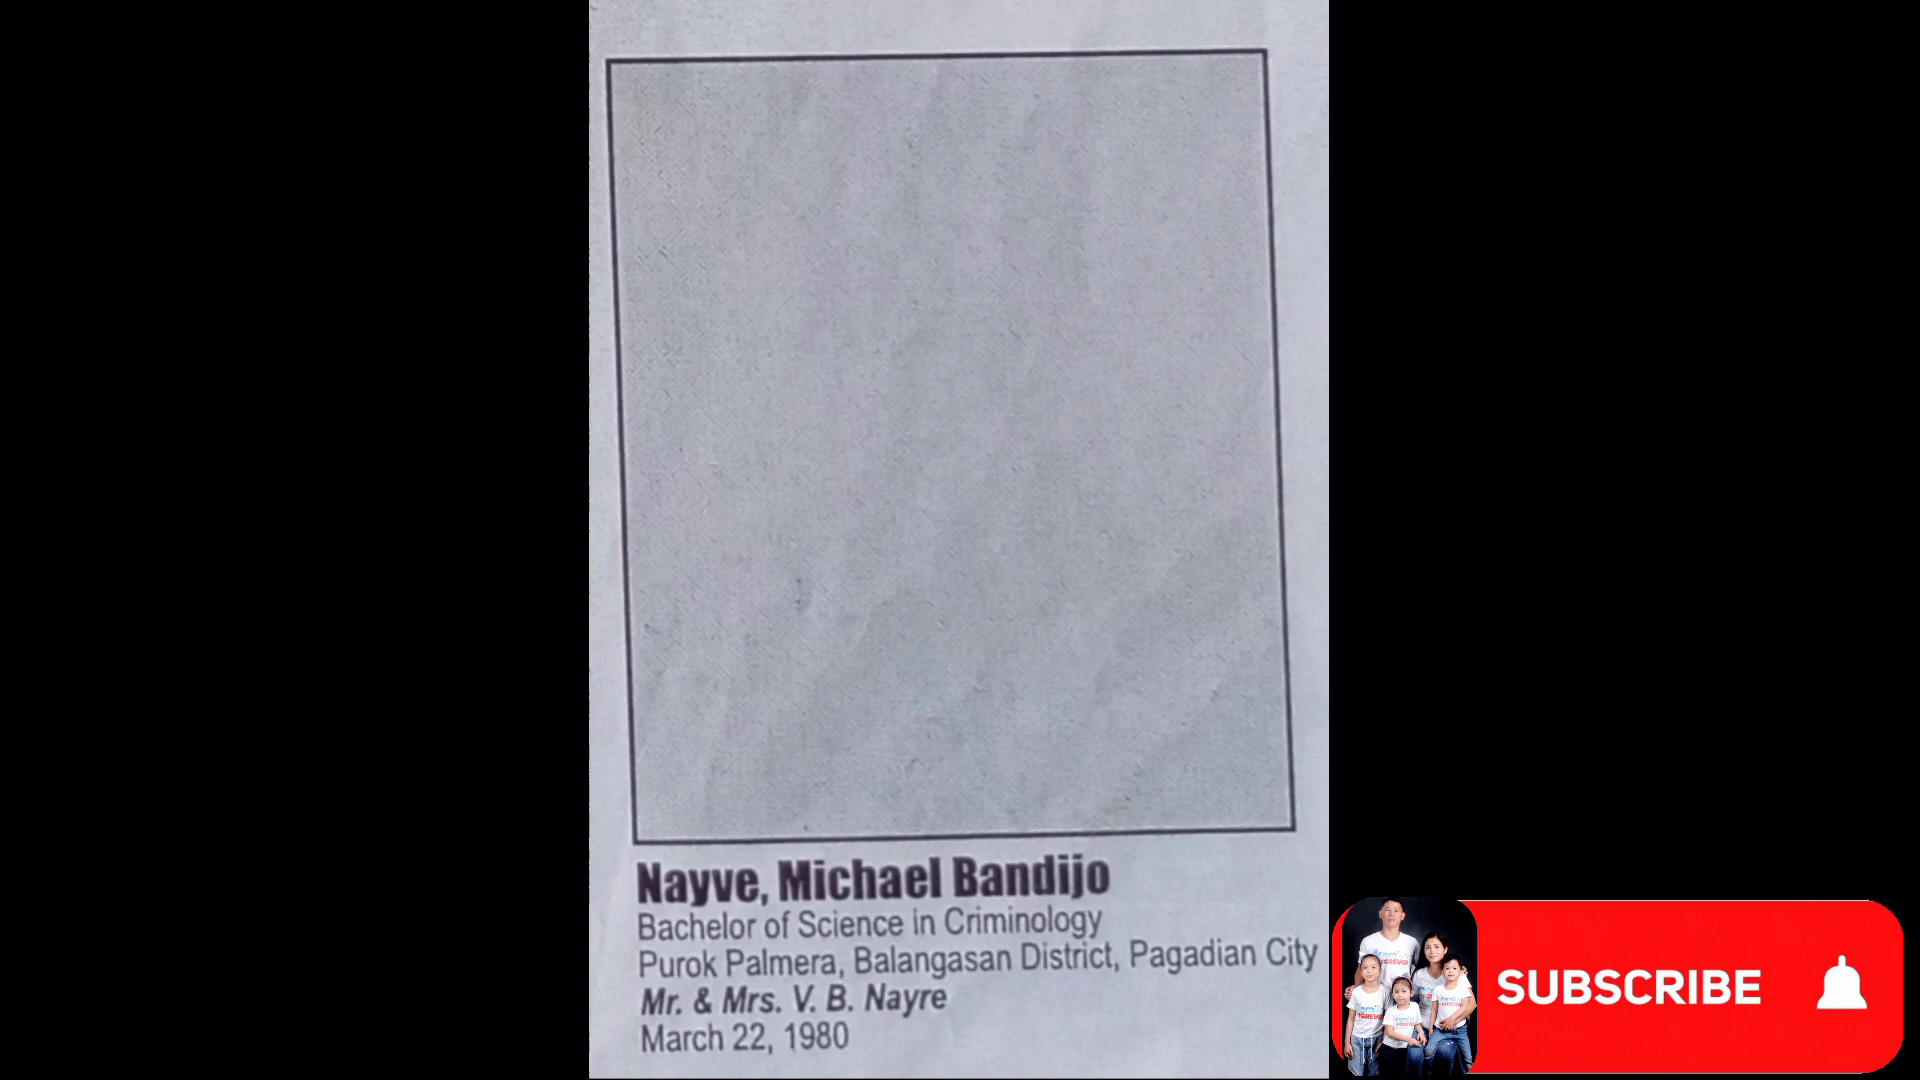 Nayve, Michael Bandijo
Bachelor of Science in Criminology
Purok Palmera, Balangasan District, Pagadian City
Mr. & Mrs. V. B. Nayre
March 22, 1980
SUBSCRIBE